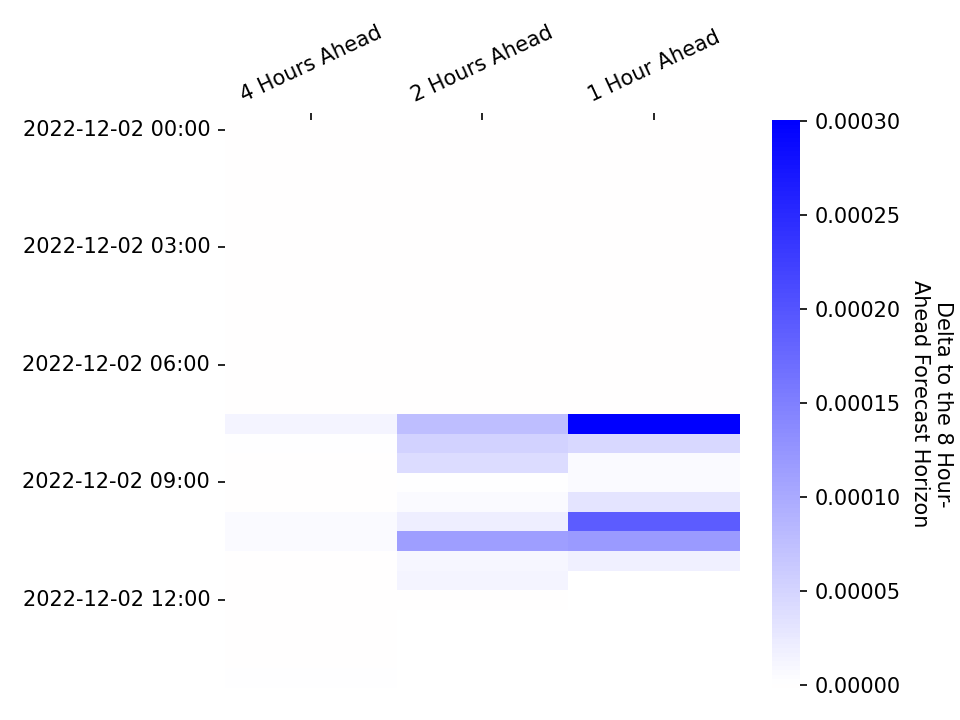 4 Hours Ahead
2 Hours Ahead
1 Hour Ahead
2022-12-02 00:00
2022-12-02 03:00
2022-12-02 06:00
2022-12-02 09:00
2022-12-02 12:00
0.00030
0.00025
0.00020
0.00015
0.00010
0.00005
0.00000
Delta to the 8 Hour-
Ahead Forecast Horizon